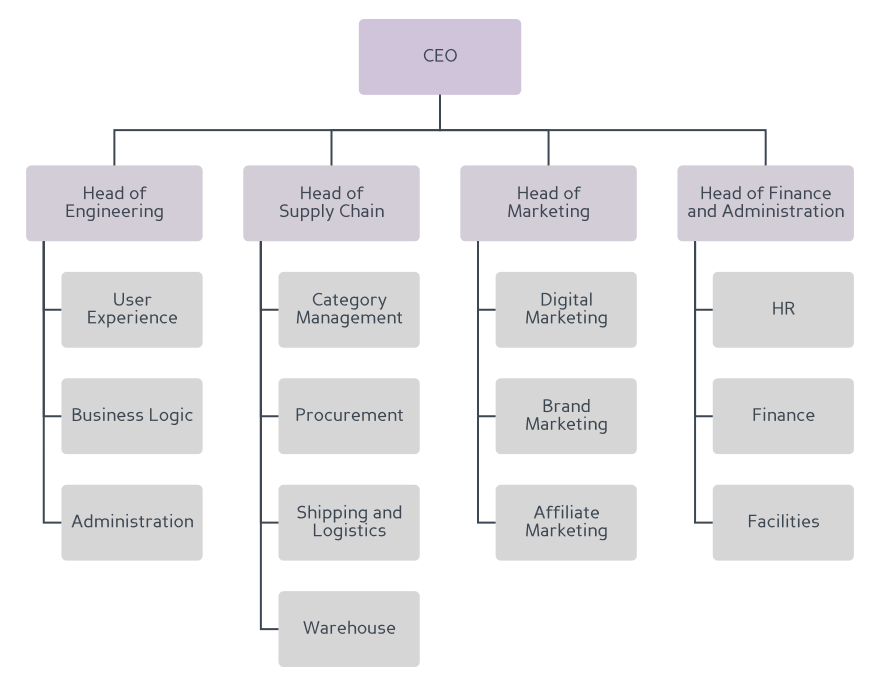 CEO
Head of
Engineering
Head of
Supply Chain
Head of
Marketing
Head of Finance
and Administration
User
Experience
Category
Management
Digital
Marketing
HR
Business Logic
Procurement
Brand
Marketing
Finance
Administration
Shipping and
Logistics
Affiliate
Marketing
Facilities
Warehouse